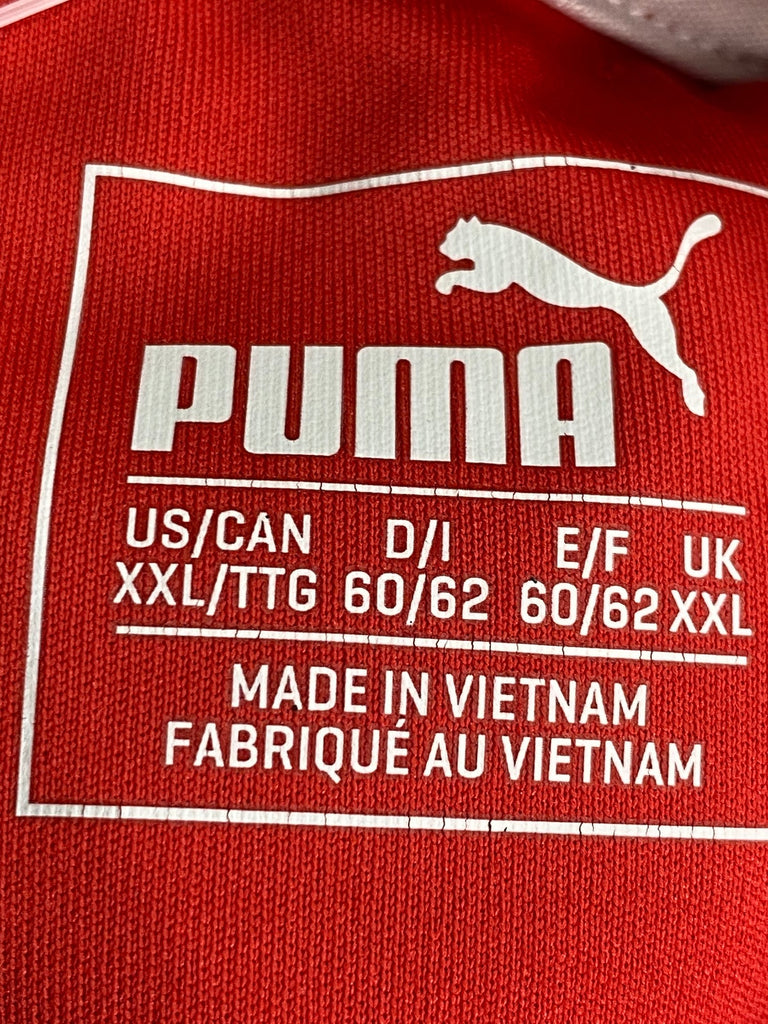 PUMA
US/CAN D/I E/F UK
XXL/TTG 60/62 60/62 XXL
MADE IN VIETNAM
FABRIQUÉ AU VIETNAM